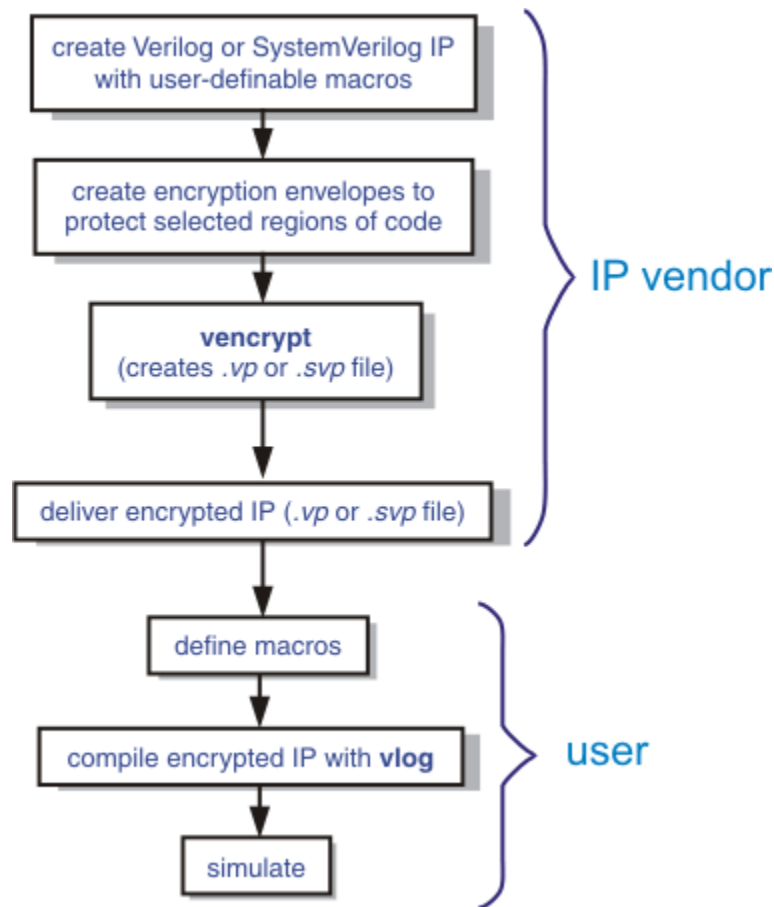 create Verilog or SystemVerilog IP
with user-definable macros
create encryption envelopes to
protect selected regions of code
IP vendor
vencrypt
(creates .vp or .svp file)
deliver encrypted IP (.vp or .svp file)
define macros
compile encrypted IP with vlog
user
simulate